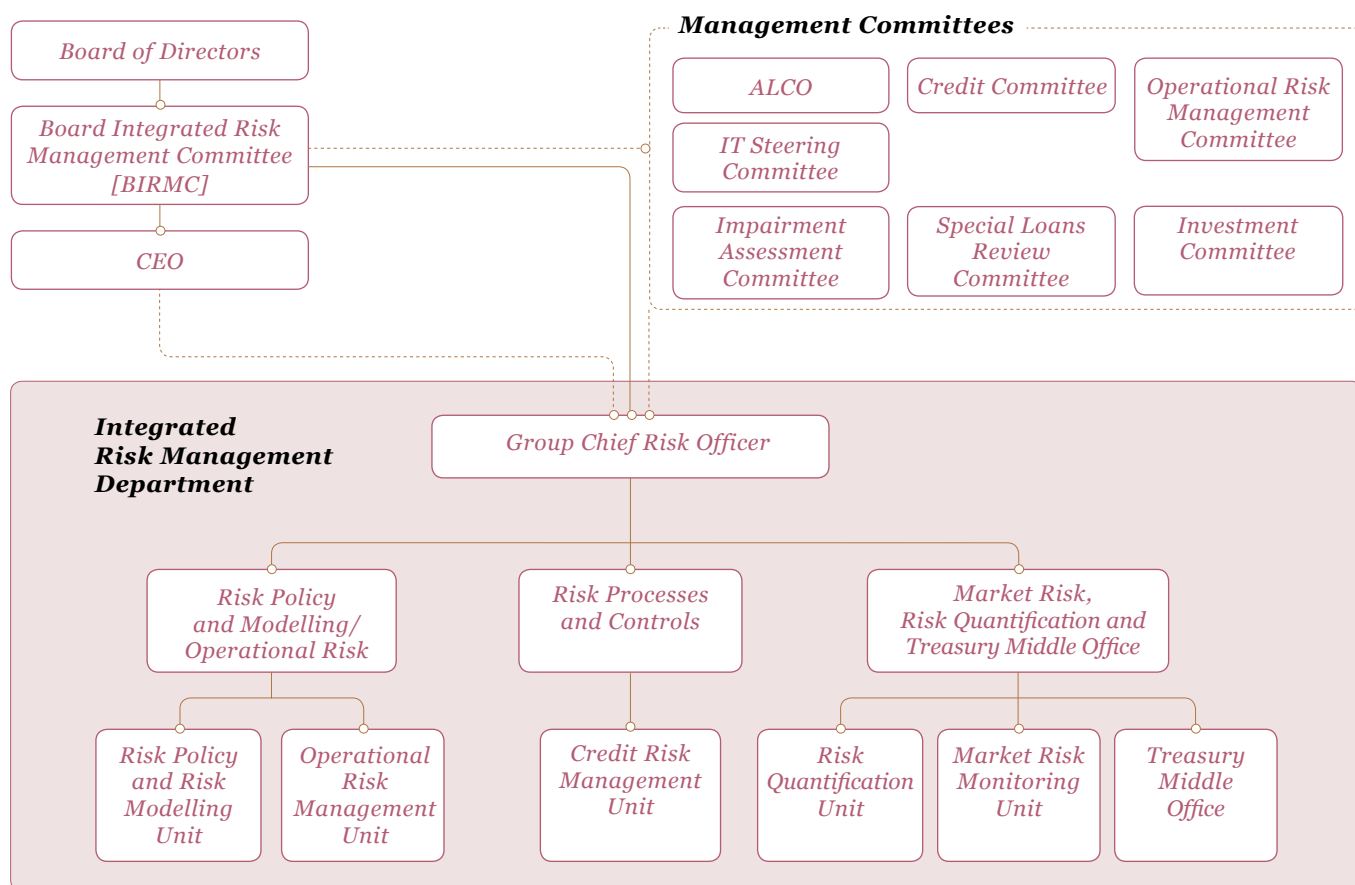 Board of Directors
Board Integrated Risk
Management Committee
[BIRMC]
CEO
Management Committees
ALCO
Credit Committee
Operational Risk
Management
Committee
IT Steering
Committee
Impairment
Assessment
Committee
Special Loans
Review
Committee
Investment
Committee
Integrated
Risk Management
Department
Group Chief Risk Officer
Risk Policy
and Modelling/
Operational Risk
Risk Processes
and Controls
Market Risk,
Risk Quantification and
Treasury Middle Office
Risk Policy
and Risk
Modelling
Unit
Operational
Risk
Management
Unit
Credit Risk
Management
Unit
Risk
Quantification
Unit
Market Risk
Monitoring
Unit
Treasury
Middle
Office